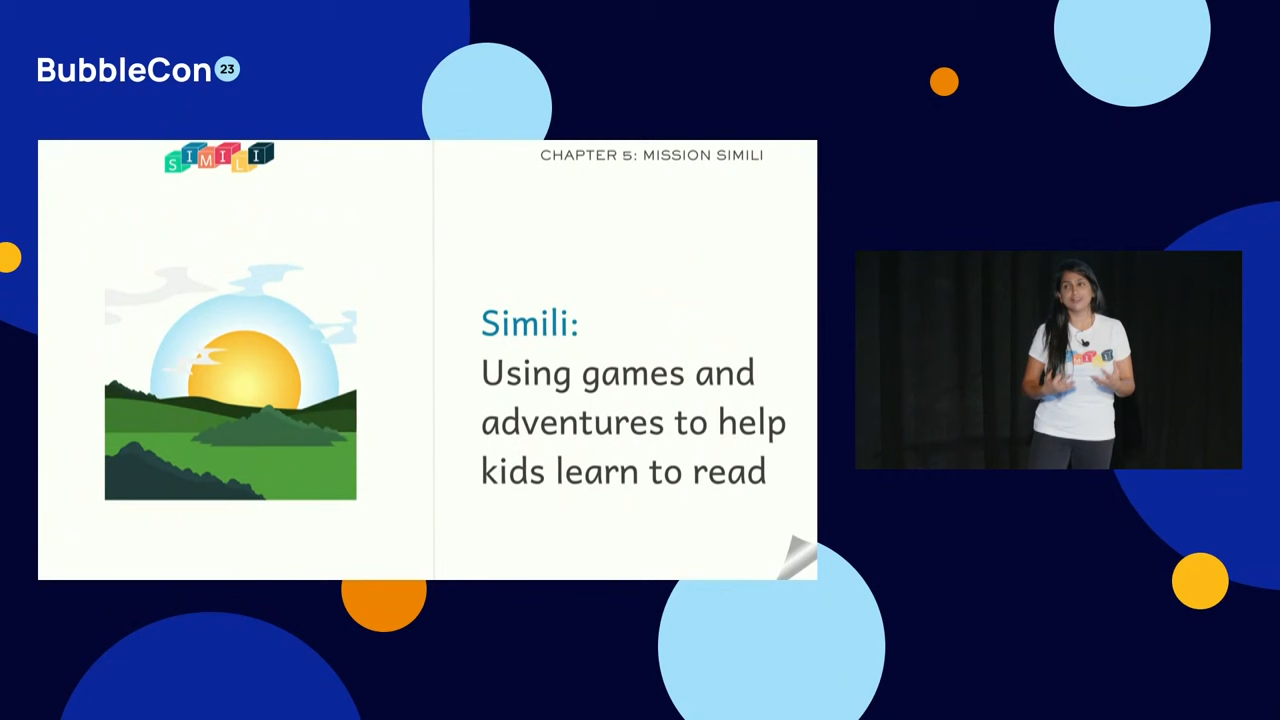 BubbleCon 23
SIMILI
CHAPTER 5: MISSION SIMILI
Simili:
Using games and
adventures to help
kids learn to read